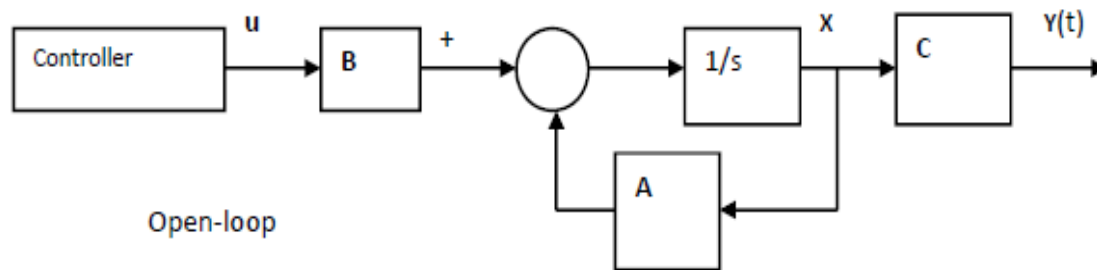 u
+
X
Y(t)
Controller
B
1/s
C
A
Open-loop